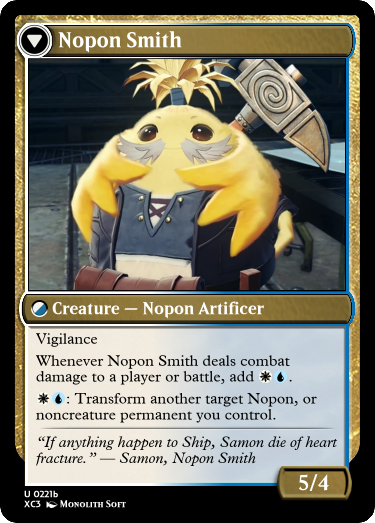 Nopon Smith
Creature — Nopon Artificer
Vigilance
Whenever Nopon Smith deals combat
damage to a player or battle, add .
: Transform another target Nopon, or
noncreature permanent you control.
“If anything happen to Ship, Samon die of heart
fracture.” — Samon, Nopon Smith
5/4
U 0221b
XC3 Monolith Soft